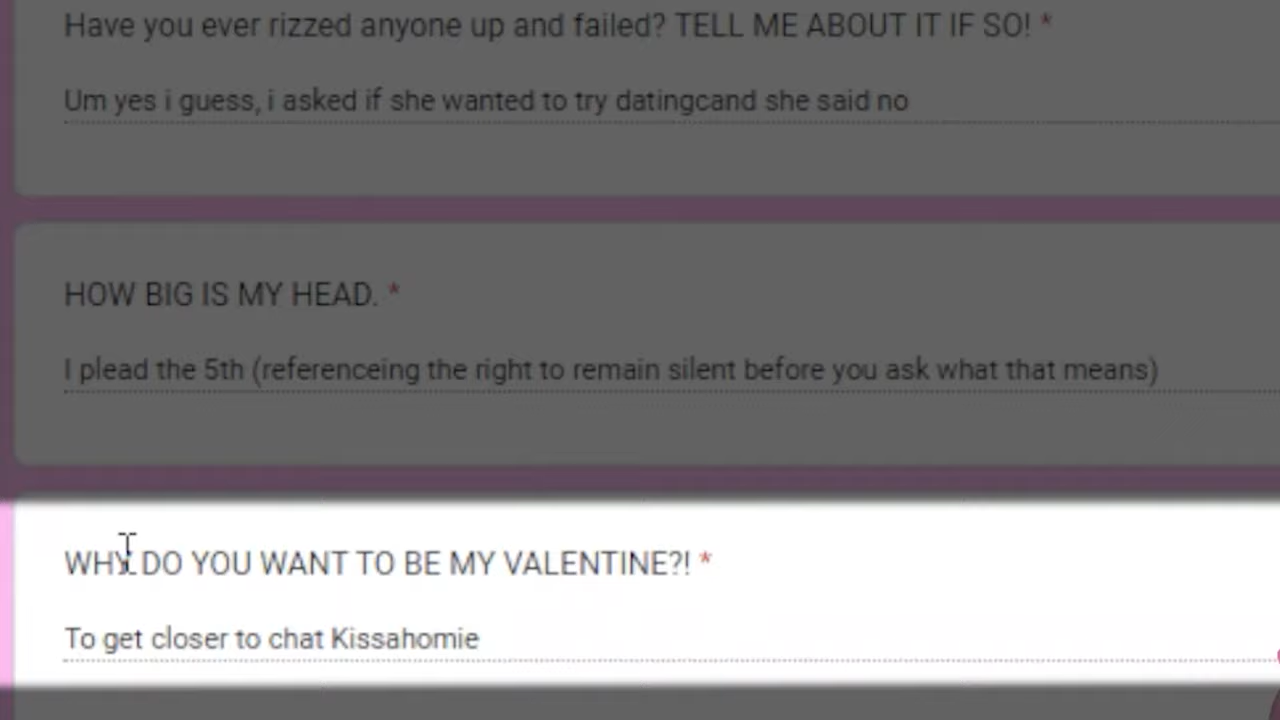 Have you ever rizzed anyone up and failed? TELL ME ABOUT IT IF SO! *
Um yes i guess, i asked if she wanted to try datingcand she said no
HOW BIG IS MY HEAD. *
I plead the 5th (referenceing the right to remain silent before you ask what that means)
WHY DO YOU WANT TO BE MY VALENTINE?! *
To get closer to chat Kissahomie